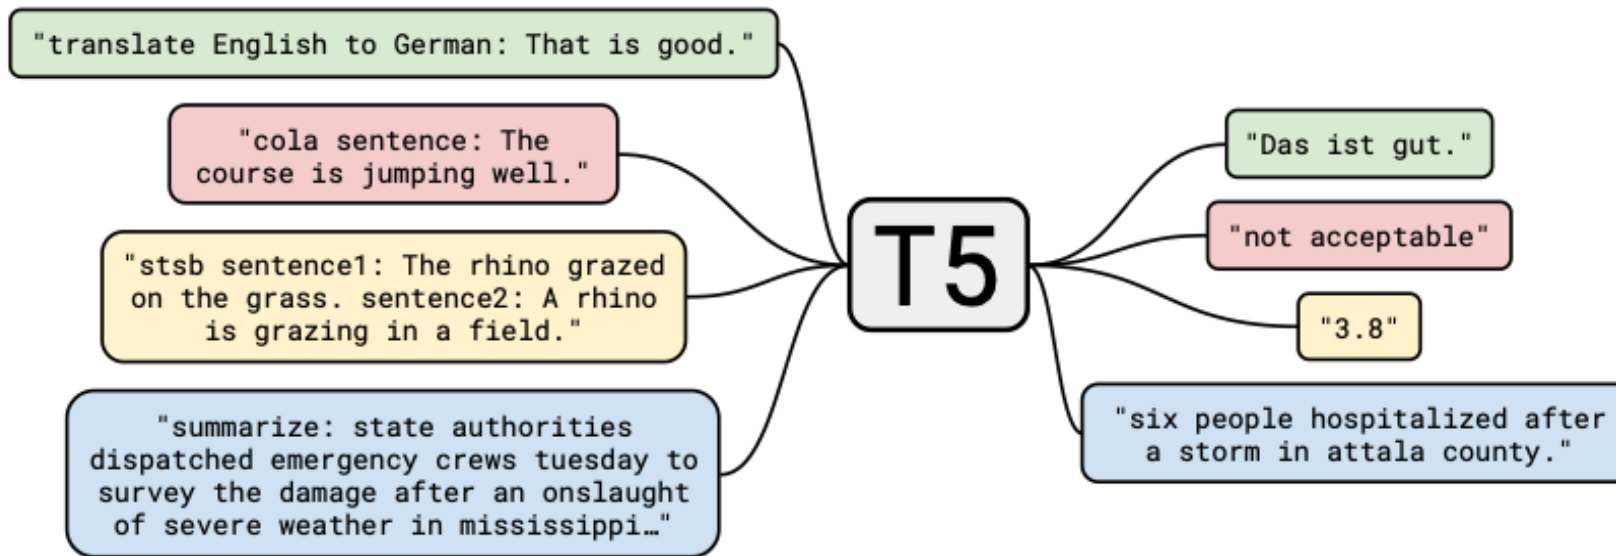 "translate English to German: That is good."
"cola sentence: The
course is jumping well."
"stsb sentence1: The rhino grazed
on the grass. sentence2: A rhino
is grazing in a field."
"summarize: state authorities
dispatched emergency crews tuesday to
survey the damage after an onslaught
of severe weather in mississippi…"
T5
"Das ist gut."
"not acceptable"
"3.8"
"six people hospitalized after
a storm in attala county."